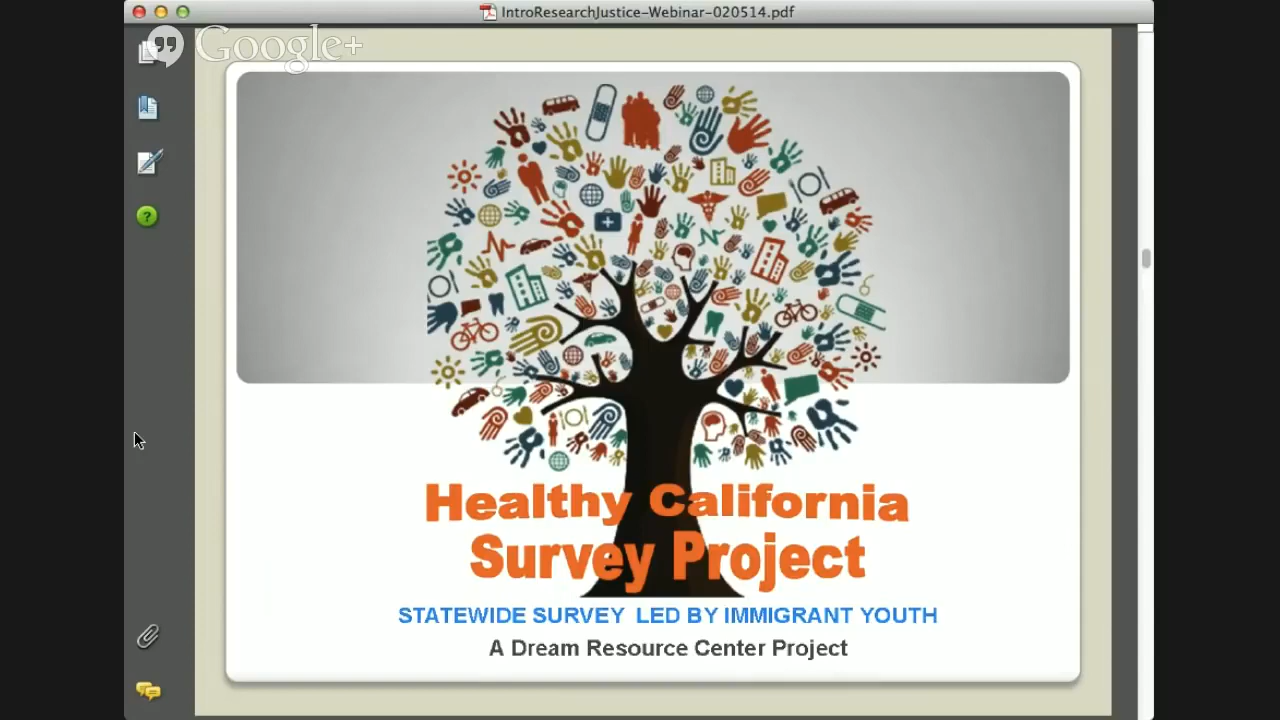 IntroResearchJustice-Webinar-020514.pdf
Google+
Healthy California
Survey Project
STATEWIDE SURVEY LED BY IMMIGRANT YOUTH
A Dream Resource Center Project